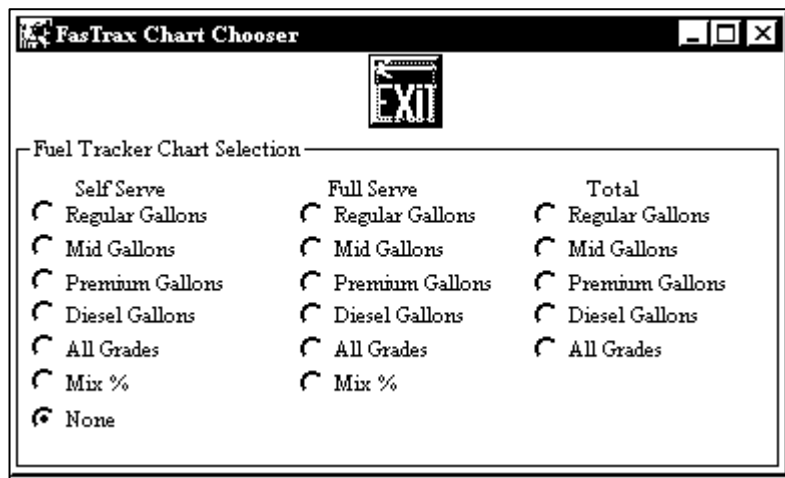 FasTrax Chart Chooser
EXIT
Fuel Tracker Chart Selection
Self Serve Full Serve Total
Regular Gallons Regular Gallons Regular Gallons
Mid Gallons Mid Gallons Mid Gallons
Premium Gallons Premium Gallons Premium Gallons
Diesel Gallons Diesel Gallons Diesel Gallons
All Grades All Grades All Grades
Mix % Mix %
None